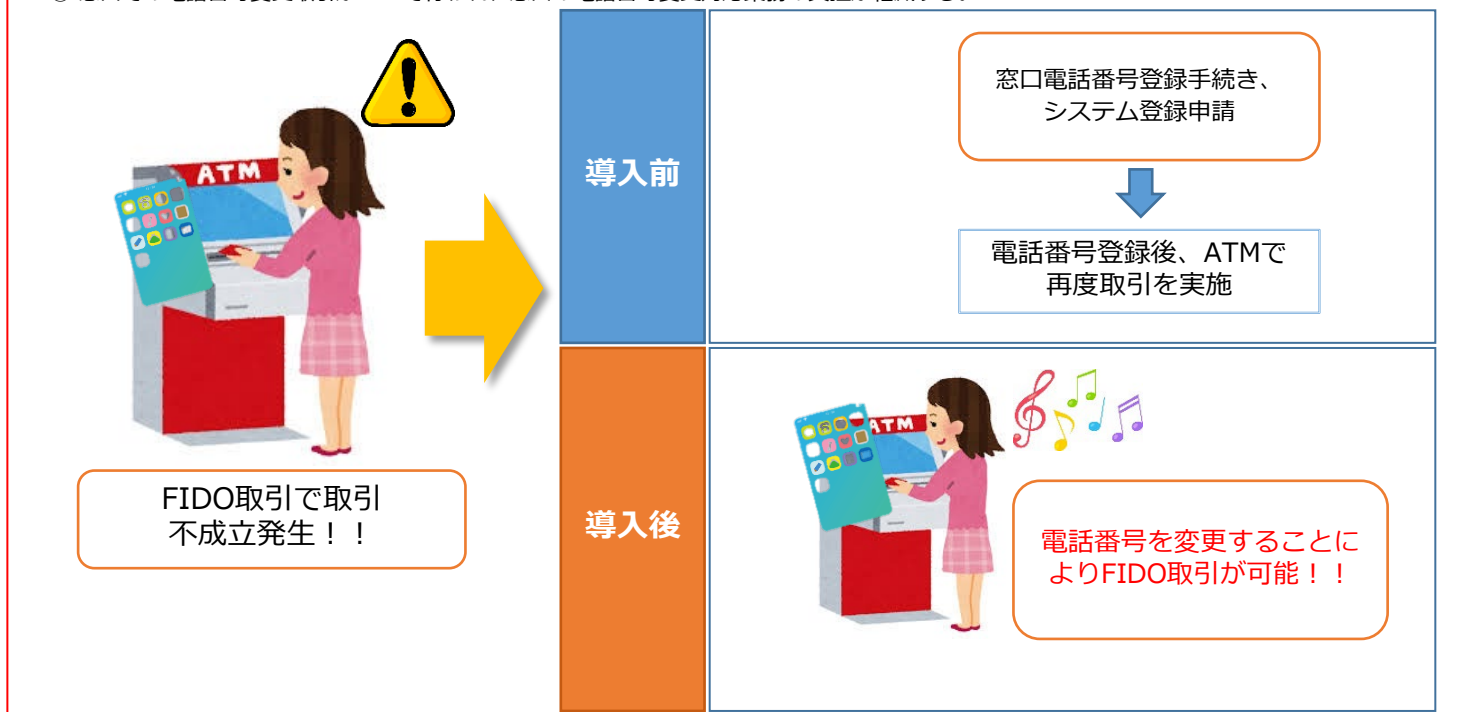 ATM
FIDO取引で取引
不成立発生！！
導入前
窓口電話番号登録手続き、
システム登録申請
電話番号登録後、ATMで
再度取引を実施
導入後
ATM
電話番号を変更することに
よりFIDO取引が可能！！